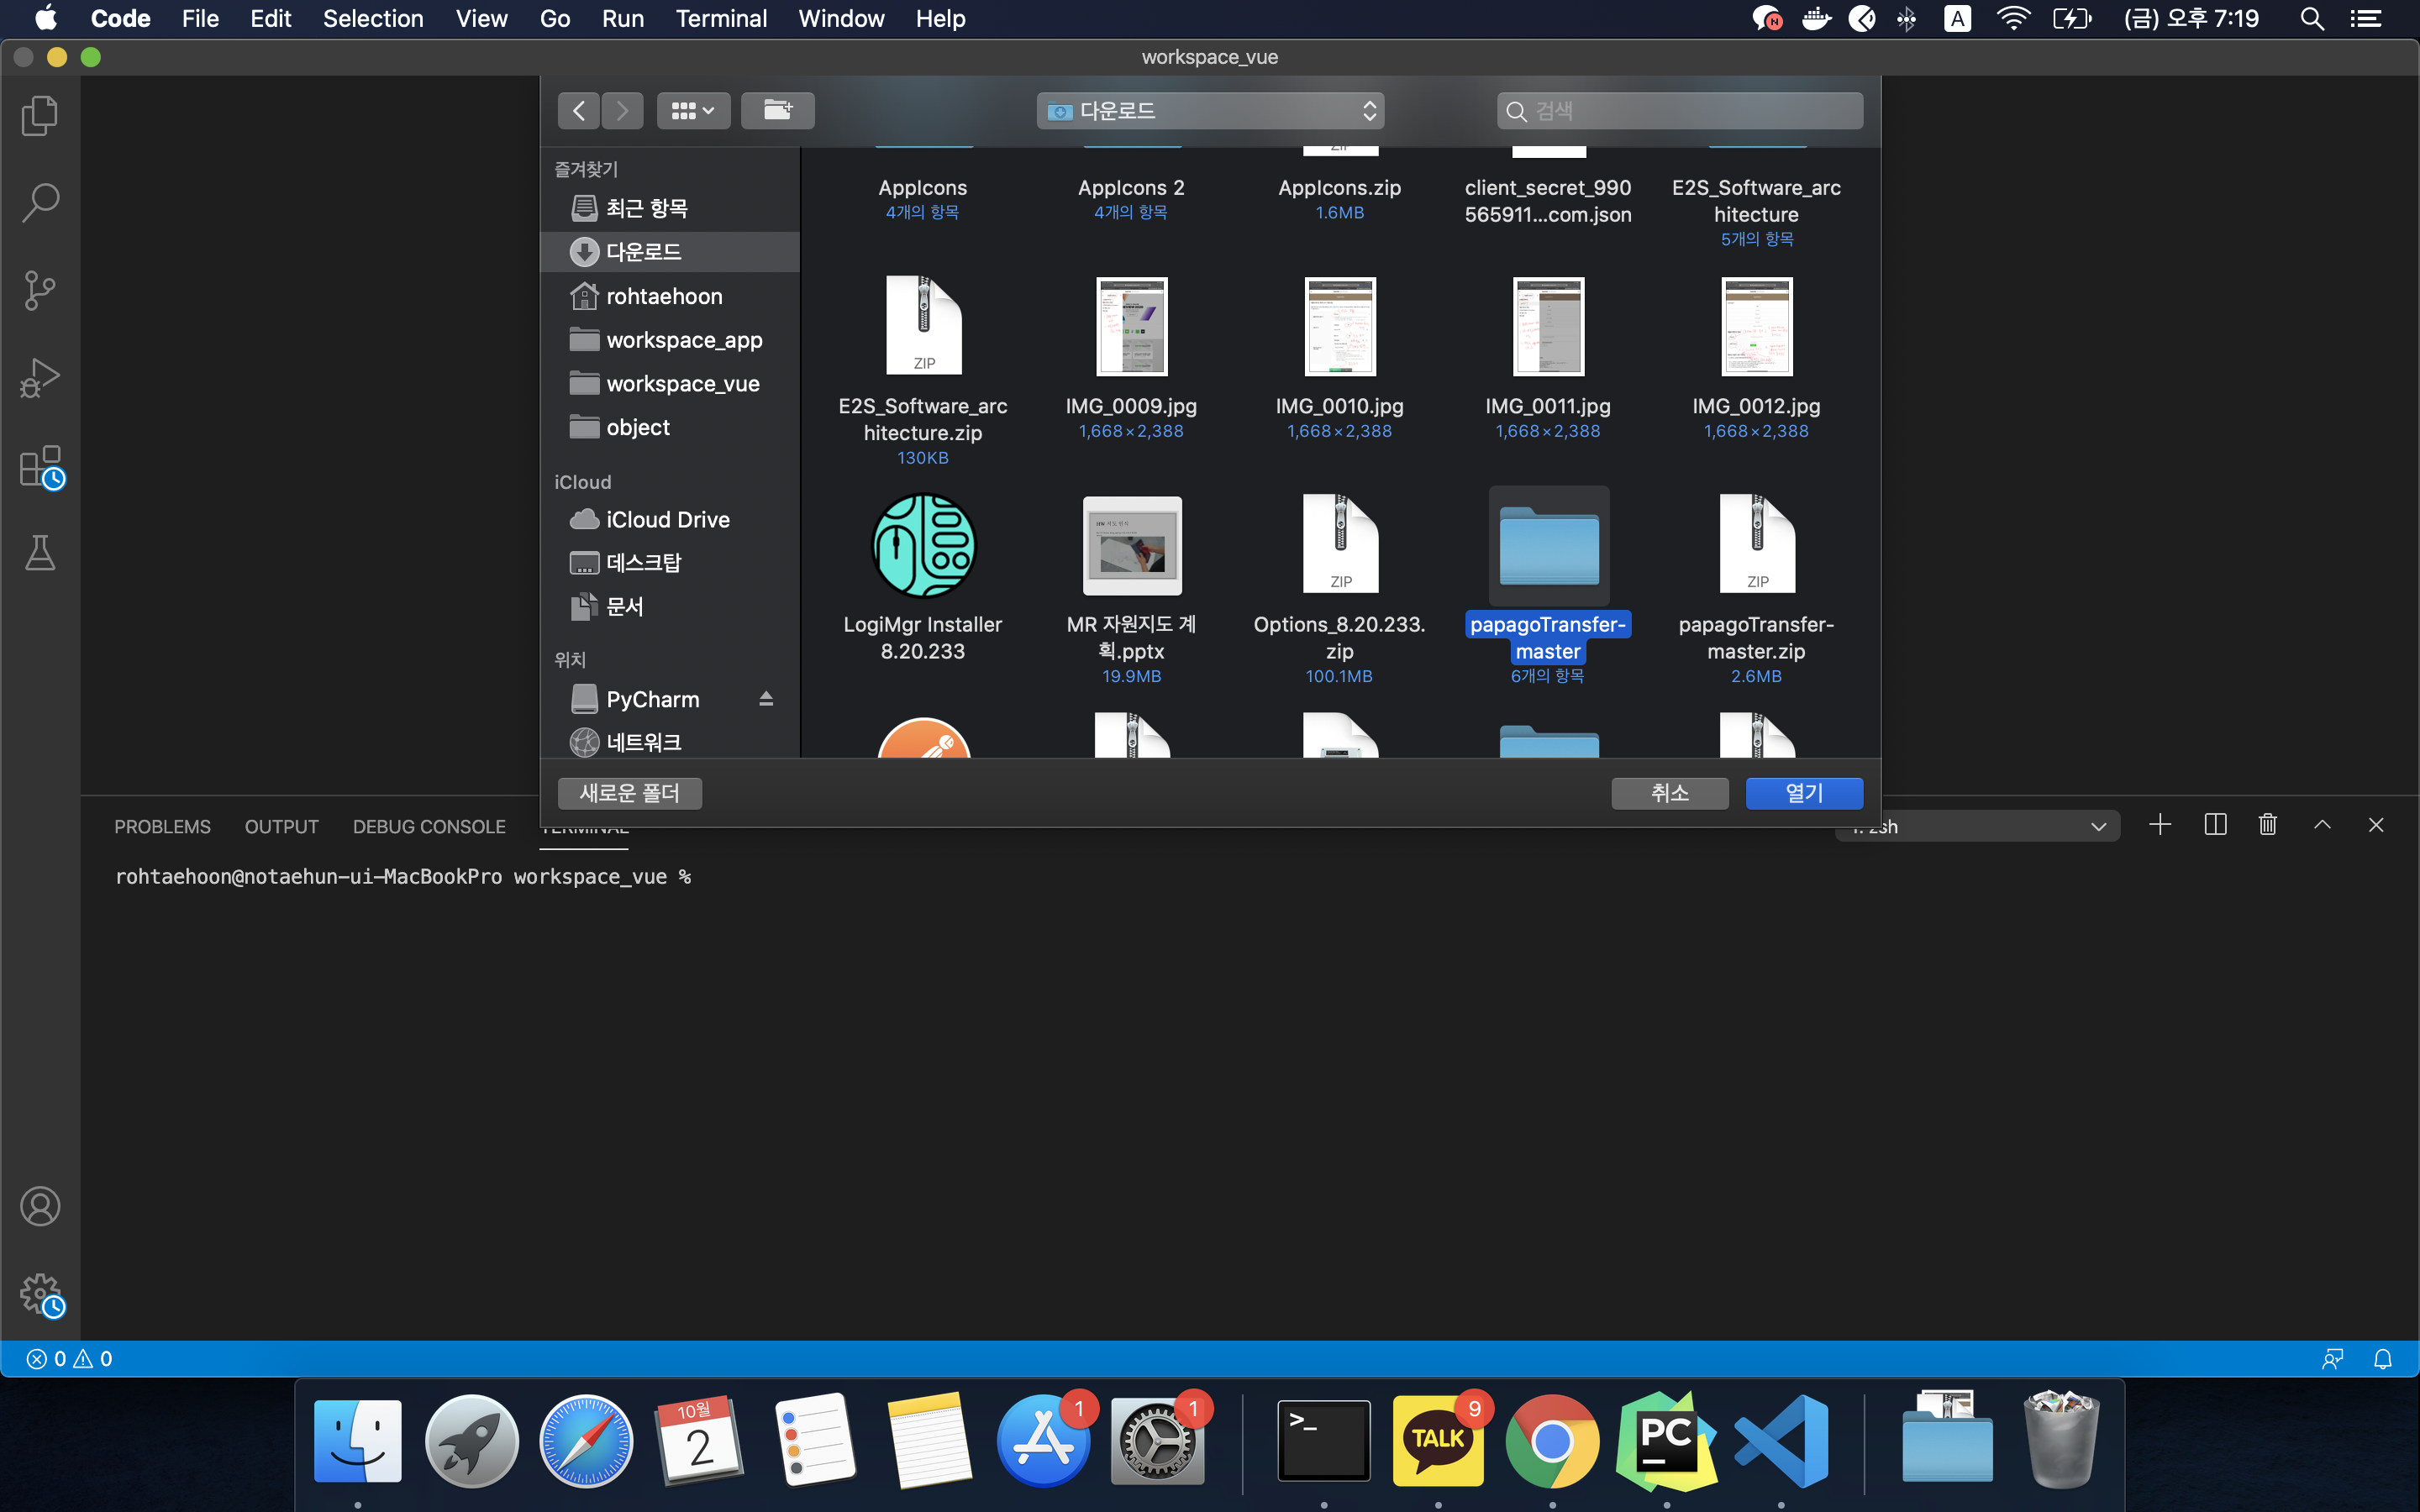 Code File Edit Selection View Go Run Terminal Window Help
A (금) 오후 7:19
workspace_vue
다운로드
검색
즐겨찾기
최근 항목
다운로드
rohtaehoon
workspace_app
workspace_vue
object
iCloud
iCloud Drive
데스크탑
문서
위치
PyCharm
네트워크
AppIcons
4개의 항목
AppIcons 2
4개의 항목
ZIP
AppIcons.zip
1.6MB
client_secret_990
565911...com.json
E2S_Software_arc
hitecture
5개의 항목
ZIP
E2S_Software_arc
hitecture.zip
130KB
IMG_0009.jpg
1,668×2,388
IMG_0010.jpg
1,668×2,388
IMG_0011.jpg
1,668×2,388
IMG_0012.jpg
1,668×2,388
LogiMgr Installer
8.20.233
MR 자원지도 계
획.pptx
19.9MB
ZIP
Options_8.20.233.
zip
100.1MB
papagoTransfer-
master
6개의 항목
ZIP
papagoTransfer-
master.zip
2.6MB
새로운 폴더
취소
열기
PROBLEMS OUTPUT DEBUG CONSOLE TERMINAL
1: zsh
rohtaehoon@notaehun-ui-MacBookPro workspace_vue %
0 0
10월
2
1
1
>_
TALK
9
PC